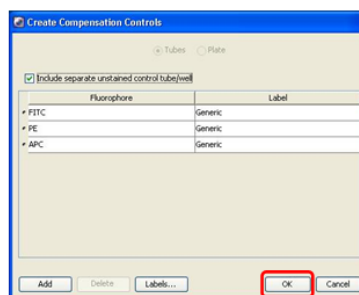 Create Compensation Controls
Tubes Plate
Include separate unstained control tube/well
Fluorophore Label
FITC Generic
PE Generic
APC Generic
Add Delete Labels... OK Cancel